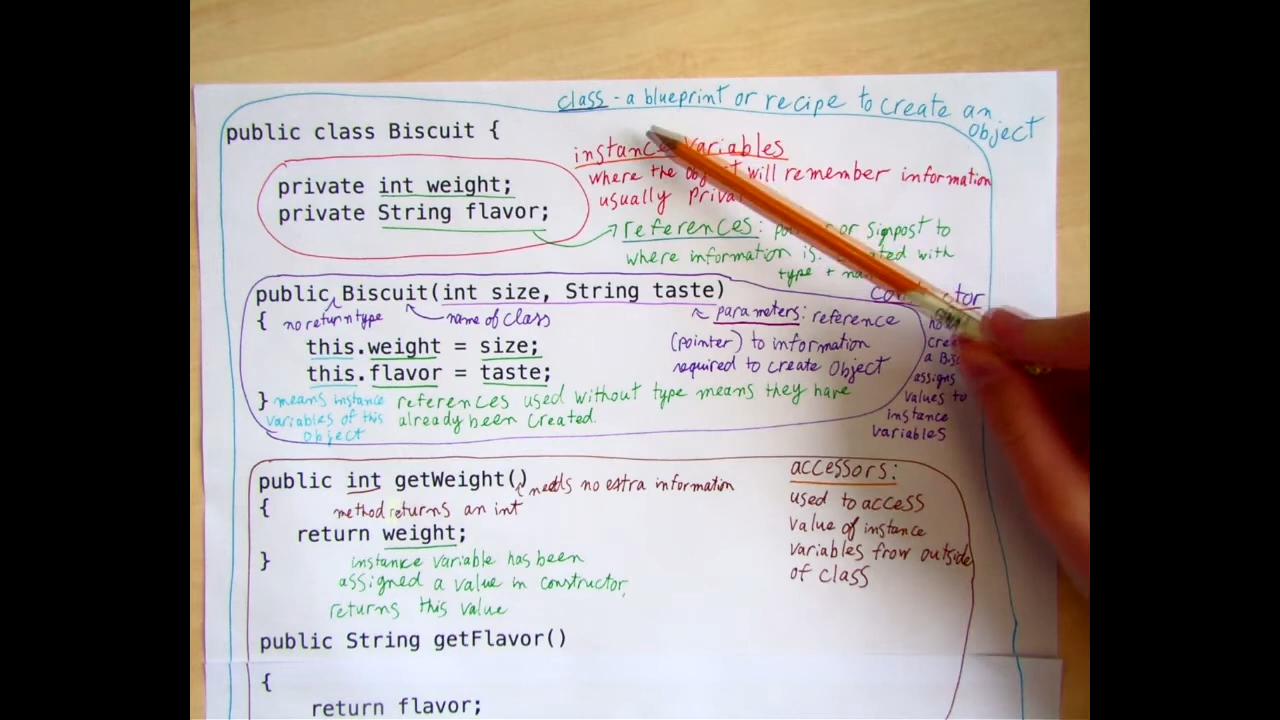 class - a blueprint or recipe to create an
object
public class Biscuit {
instance variables
private int weight;
where the object will remember information
private String flavor;
usually
references: or signpost to
where information is. with
type +
public Biscuit(int size, String taste)
{ no return type name of class
parameters: reference
this.weight = size;
(pointer) to information
this.flavor = taste;
required to create object
assigns
values to
instance
variables
} means instance
variables of this
object
references used without type means they have
already been created.
public int getWeight() needs no extra information
{ method returns an int
return weight;
}
instance variable has been
assigned a value in constructor,
returns this value
accessors:
used to access
value of instance
variables from outside
of class
public String getFlavor()
{
return flavor;